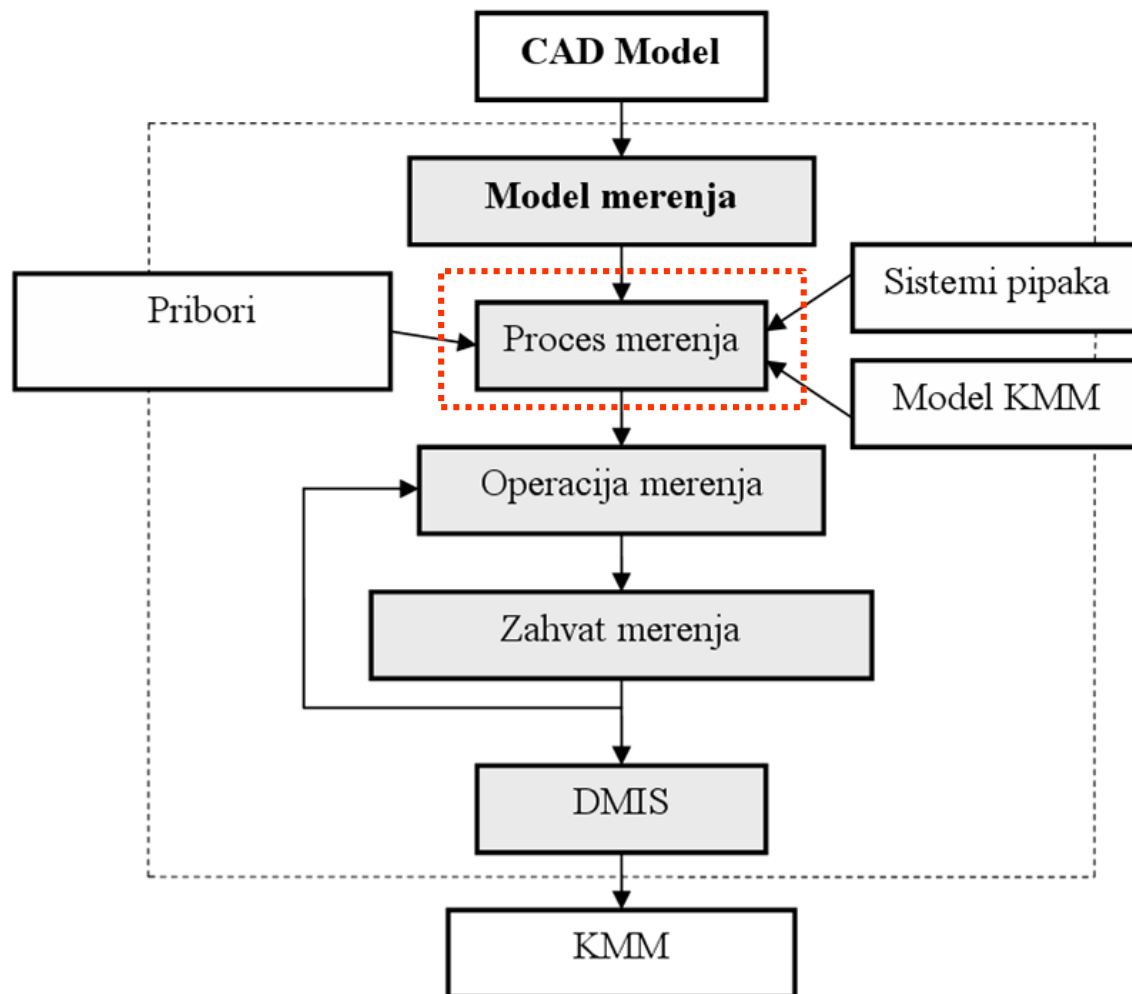 CAD Model
Model merenja
Sistemi pipaka
Pribori
Proces merenja
Model KMM
Operacija merenja
Zahvat merenja
DMIS
KMM